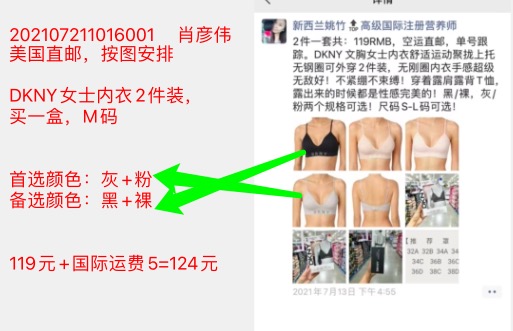 202107211016001 肖彦伟
美国直邮，按图安排
DKNY女士内衣2件装，
买一盒，M码
首选颜色：灰+粉
备选颜色：黑+裸
119元+国际运费5=124元
详情
新西兰姚竹 高级国际注册营养师
2件一套共：119RMB，空运直邮，单号跟
踪。DKNY 文胸女士内衣舒适运动聚拢上托
无钢圈可外穿2件装，无刚圈内衣手感超级
无敌好！不紧绷不束缚！穿着露肩露背T恤，
露出来的时候都是性感完美的！黑/裸，灰/
粉两个规格可选！尺码S-L码可选！
推 荐
32A 32B 34A
34C 36B
36D 38C
2021年7月13日 下午4:55